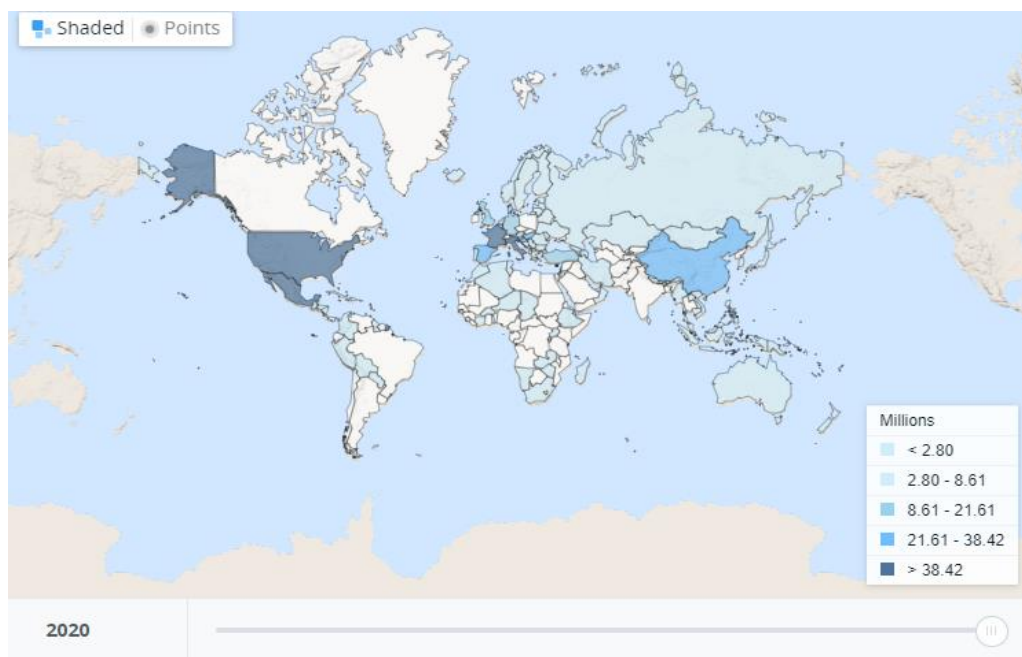 Shaded Points
Millions
< 2.80
2.80 - 8.61
8.61 - 21.61
21.61 - 38.42
> 38.42
2020